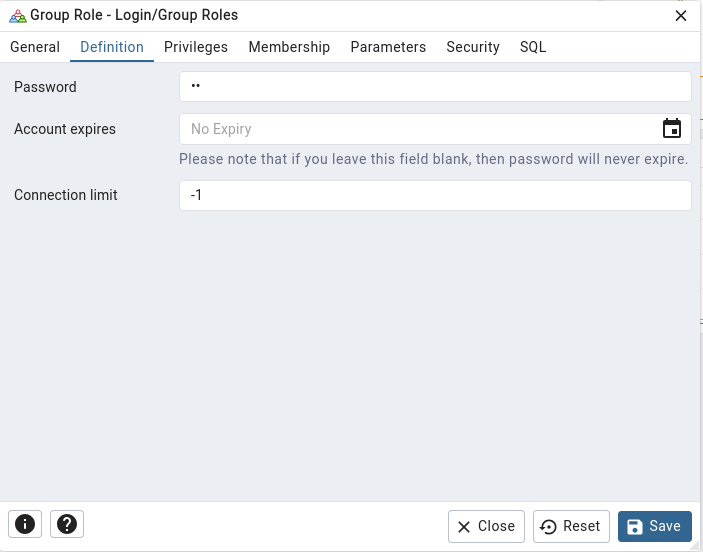 Group Role - Login/Group Roles
General Definition Privileges Membership Parameters Security SQL
Password ••
Account expires No Expiry
Please note that if you leave this field blank, then password will never expire.
Connection limit -1
Close Reset Save